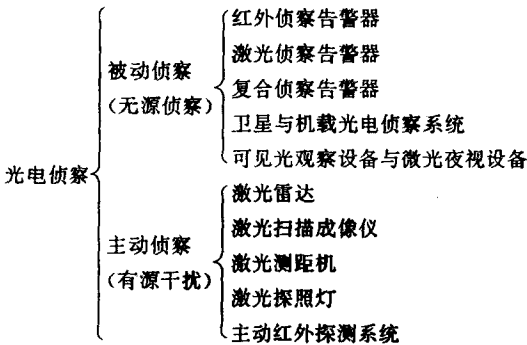 光电侦察
被动侦察
(无源侦察)
红外侦察告警器
激光侦察告警器
复合侦察告警器
卫星与机载光电侦察系统
可见光观察设备与微光夜视设备
主动侦察
(有源干扰)
激光雷达
激光扫描成像仪
激光测距机
激光探照灯
主动红外探测系统